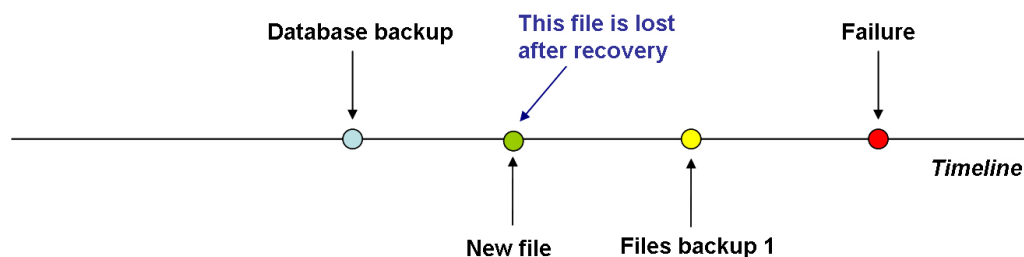 Database backup
This file is lost
after recovery
Failure
Timeline
New file
Files backup 1